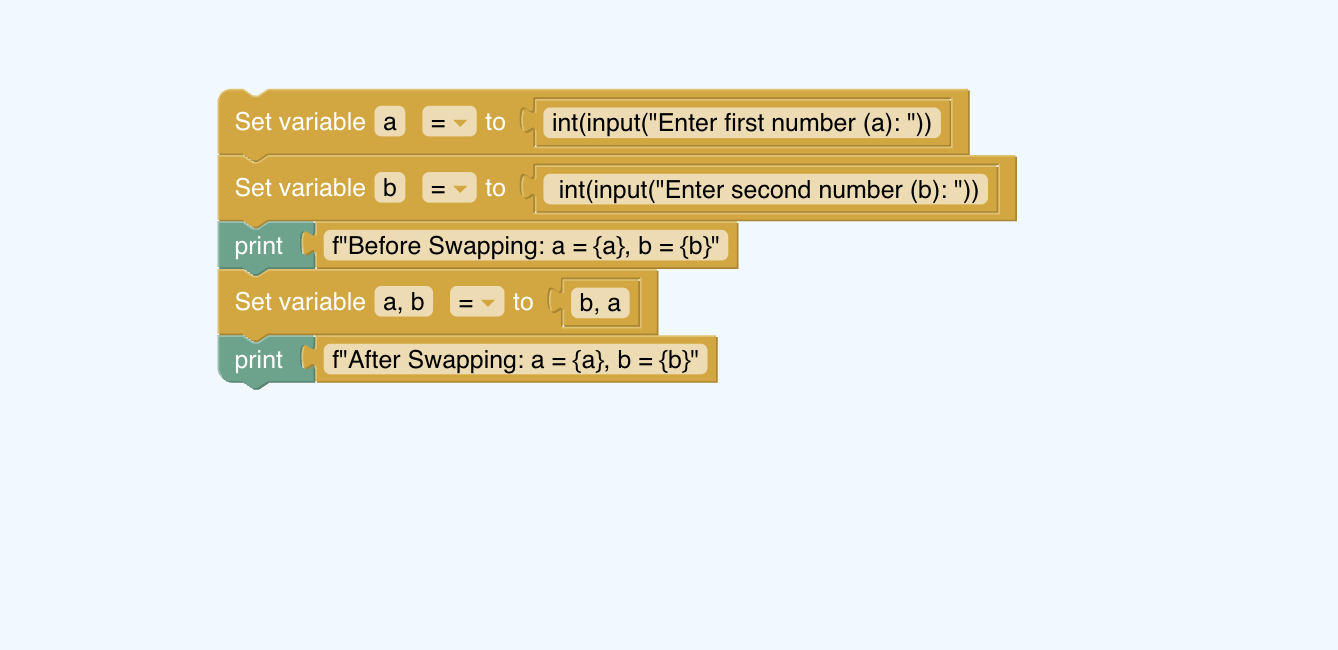 Set variable a = to int(input("Enter first number (a): "))
Set variable b = to int(input("Enter second number (b): "))
print f"Before Swapping: a = {a}, b = {b}"
Set variable a, b = to b, a
print f"After Swapping: a = {a}, b = {b}"